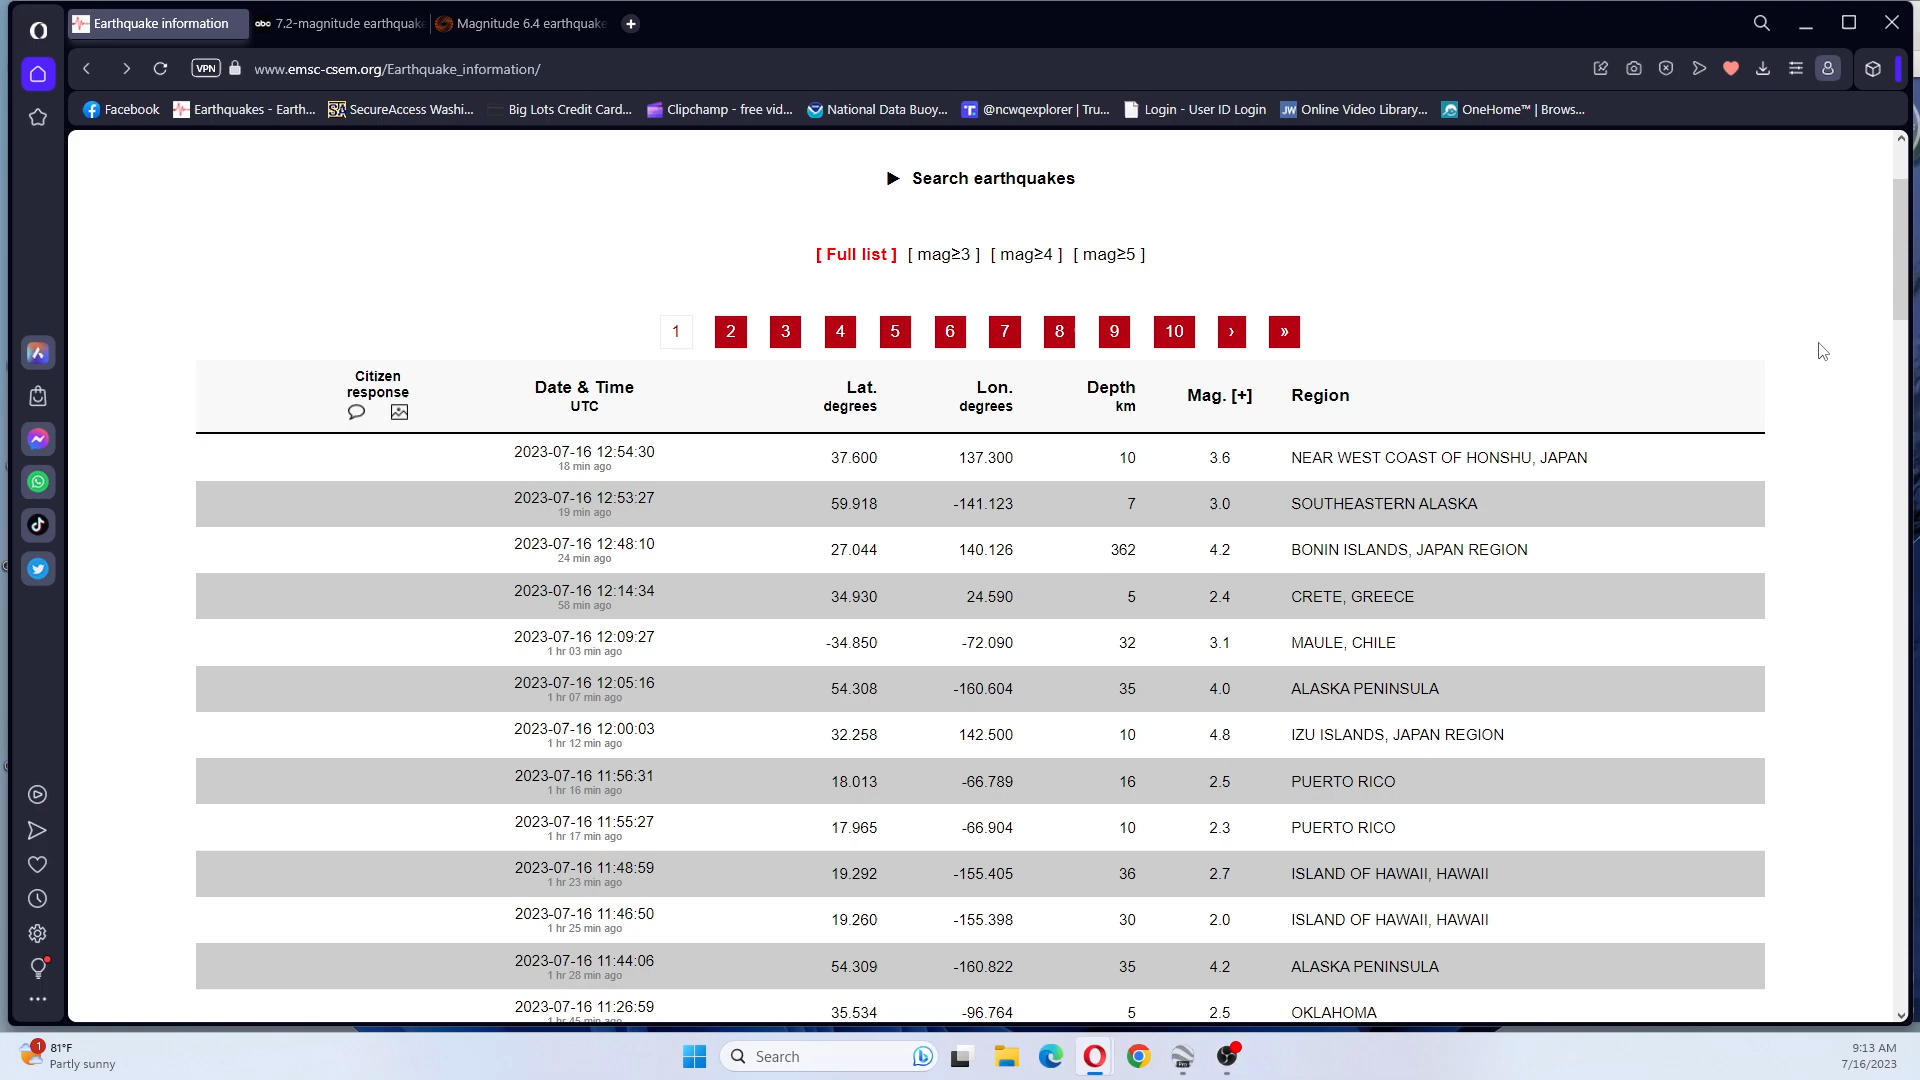 Earthquake information
abc 7.2-magnitude earthquake
Magnitude 6.4 earthquake
VPN
www.emsc-csem.org/Earthquake_information/
Facebook
Earthquakes - Earth...
SecureAccess Washi...
Big Lots Credit Card...
Clipchamp - free vid...
National Data Buoy...
@ncwqexplorer | Tru...
Login - User ID Login
JW Online Video Library...
OneHome™ | Brows...
▶ Search earthquakes
[ Full list ] [ mag≥3 ] [ mag≥4 ] [ mag≥5 ]
1 2 3 4 5 6 7 8 9 10 › »
Citizen response
Date & Time UTC
Lat. degrees
Lon. degrees
Depth km
Mag. [+]
Region
2023-07-16 12:54:30 37.600 137.300 10 3.6 NEAR WEST COAST OF HONSHU, JAPAN
18 min ago
2023-07-16 12:53:27 59.918 -141.123 7 3.0 SOUTHEASTERN ALASKA
19 min ago
2023-07-16 12:48:10 27.044 140.126 362 4.2 BONIN ISLANDS, JAPAN REGION
24 min ago
2023-07-16 12:14:34 34.930 24.590 5 2.4 CRETE, GREECE
58 min ago
2023-07-16 12:09:27 -34.850 -72.090 32 3.1 MAULE, CHILE
1 hr 03 min ago
2023-07-16 12:05:16 54.308 -160.604 35 4.0 ALASKA PENINSULA
1 hr 07 min ago
2023-07-16 12:00:03 32.258 142.500 10 4.8 IZU ISLANDS, JAPAN REGION
1 hr 12 min ago
2023-07-16 11:56:31 18.013 -66.789 16 2.5 PUERTO RICO
1 hr 16 min ago
2023-07-16 11:55:27 17.965 -66.904 10 2.3 PUERTO RICO
1 hr 17 min ago
2023-07-16 11:48:59 19.292 -155.405 36 2.7 ISLAND OF HAWAII, HAWAII
1 hr 23 min ago
2023-07-16 11:46:50 19.260 -155.398 30 2.0 ISLAND OF HAWAII, HAWAII
1 hr 25 min ago
2023-07-16 11:44:06 54.309 -160.822 35 4.2 ALASKA PENINSULA
1 hr 28 min ago
2023-07-16 11:26:59 35.534 -96.764 5 2.5 OKLAHOMA
1 hr 45 min ago
1
81°F
Partly sunny
Search
9:13 AM
7/16/2023